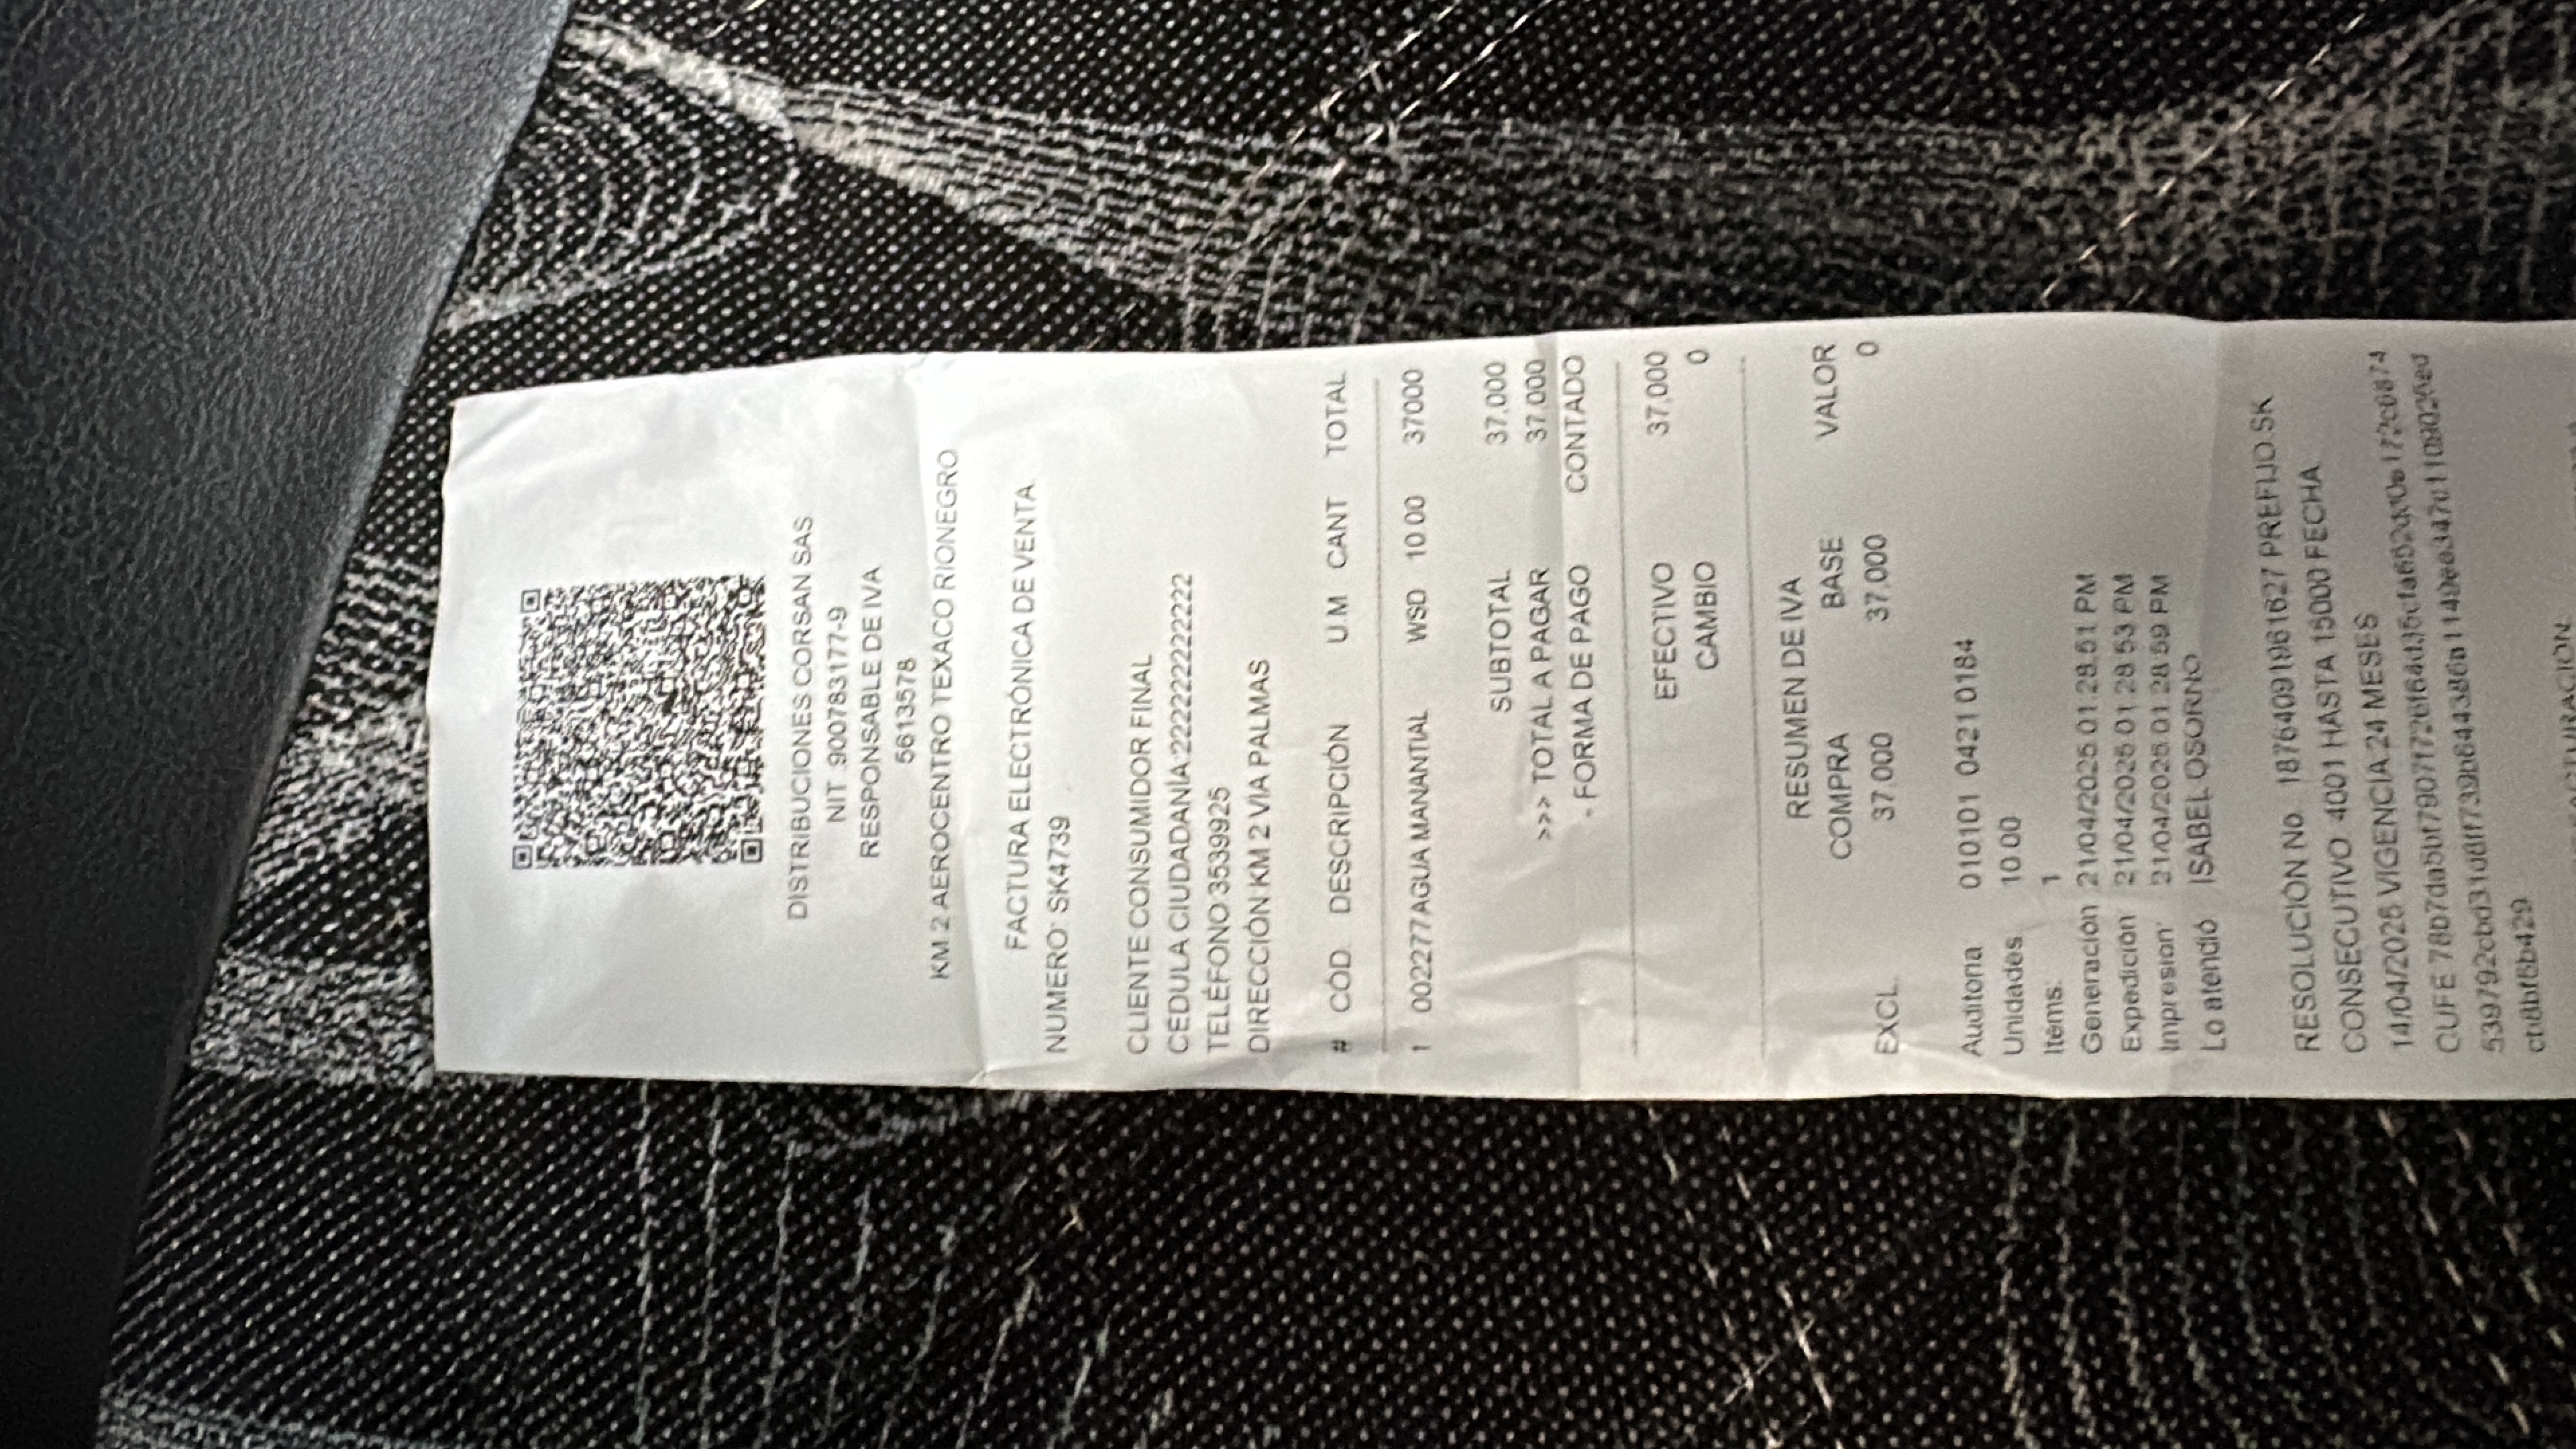 DISTRIBUCIONES CORSAN SAS
NIT 900783177-9
RESPONSABLE DE IVA
5613578
KM 2 AEROCENTRO TEXACO RIONEGRO
FACTURA ELECTRÓNICA DE VENTA
NUMERO: SK4739
CLIENTE CONSUMIDOR FINAL
CEDULA CIUDADANÍA
TELÉFONO 3539925
DIRECCIÓN KM 2 VIA PALMAS
# CÓD. DESCRIPCIÓN U.M CANT TOTAL
1 002277 AGUA MANANTIAL WSD 10.00 37000
SUBTOTAL 37,000
>>> TOTAL A PAGAR 37,000
- FORMA DE PAGO CONTADO
EFECTIVO 37,000
CAMBIO 0
RESUMEN DE IVA
COMPRA BASE VALOR
EXCL. 37,000 37,000 0
Auditoria 010101 0421 0184
Unidades 10.00
Items: 1
Generación 21/04/2025 01:28:51 PM
Expedición 21/04/2025 01:28:53 PM
Impresion: 21/04/2025 01:28:59 PM
Lo atendió ISABEL OSORNO
RESOLUCIÓN No. PREFIJO SK
CONSECUTIVO 4001 HASTA 15000 FECHA
14/04/2025 VIGENCIA 24 MESES
CUFE